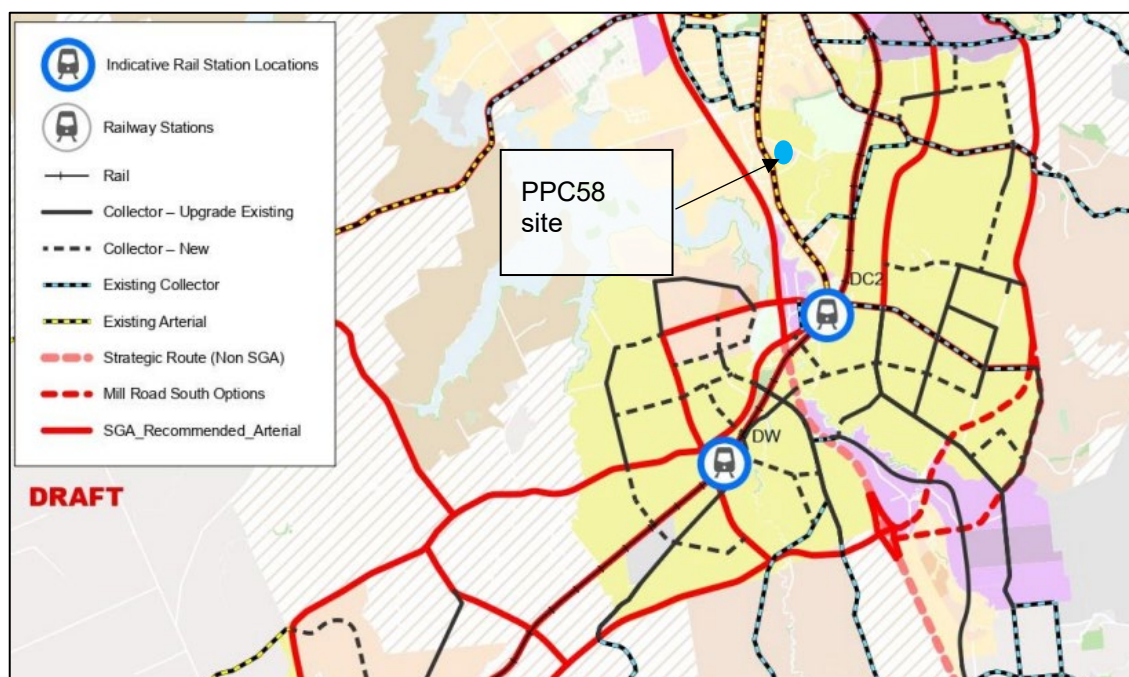 Indicative Rail Station Locations
Railway Stations
Rail
Collector – Upgrade Existing
Collector – New
Existing Collector
Existing Arterial
Strategic Route (Non SGA)
Mill Road South Options
SGA_Recommended_Arterial
DRAFT
PPC58
site
DC2
DW